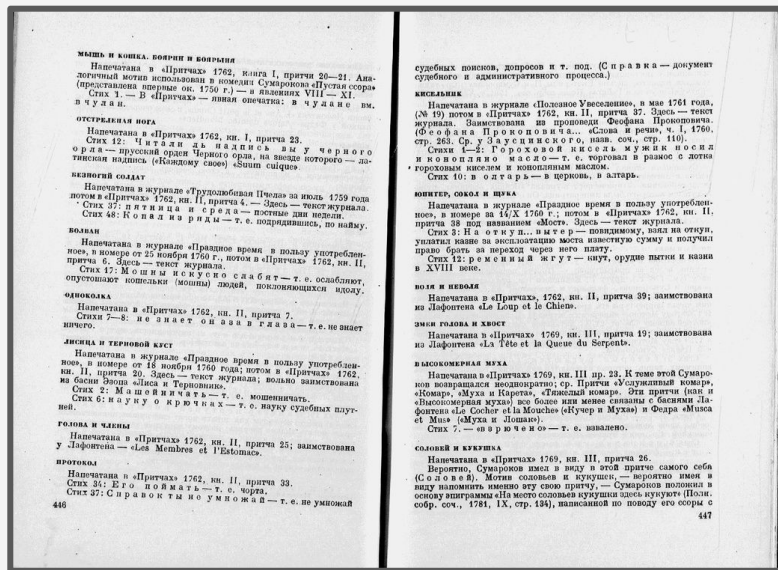 МЫШЬ И КОШКА. БОЯРИН И БОЯРЫНЯ
Напечатана в «Притчах» 1762, книга I, притчи 20—21. Ана-
логичный мотив использован в комедии Сумарокова «Пустая ссора»
(представлена впервые ок. 1750 г.) — в явлениях VIII — XI.
Стих 1. — В «Притчах» — явная опечатка: в чулане вм.
в чулан.
ОТСТРЕЛЕНАЯ НОГА
Напечатана в «Притчах» 1762, кн. I, притча 23.
Стих 12: Читали ль надпись вы у черного
орла — прусский орден Черного орла, на звезде которого — ла-
тинская надпись («Каждому свое») «Suum cuique».
БЕЗНОГИЙ СОЛДАТ
Напечатана в журнале «Трудолюбивая Пчела» за июль 1759 года
потом в «Притчах» 1762, кн. II, притча 4. — Здесь — текст журнала.
Стих 37: пятница и среда — постные дни недели.
Стих 48: Копал из ряды — т. е. подрядившись, по найму.
БОЛВАН
Напечатана в журнале «Праздное время в пользу употреблен-
ное», в номере от 25 ноября 1760 г., потом в «Притчах» 1762, кн. II,
притча 6. Здесь — текст журнала.
Стих 17: Мошны искусно слабят — т. е. ослабляют,
опустошают кошельки (мошны) людей, поклоняющихся идолу.
ОДНОКОЛКА
Напечатана в «Притчах» 1762, кн. II, притча 7.
Стихи 7—8: не знает он аза в глава — т. е. не знает
ничего.
ЛИСИЦА И ТЕРНОВОЙ КУСТ
Напечатана в журнале «Праздное время в пользу употреблен-
ное», в номере от 18 ноября 1760 года; потом в «Притчах» 1762,
кн. II, притча 20. Здесь — текст журнала; вольно заимствована
из басни Эзопа «Лиса и Терновник».
Стих 2: Машейничать — т. е. мошенничать.
Стих 6: науку о крючках — т. е. науку судебных плут-
ней.
ГОЛОВА И ЧЛЕНЫ
Напечатана в «Притчах» 1762, кн. II, притча 25; заимствована
у Лафонтена — «Les Membres et l'Estomac».
ПРОТОКОЛ
Напечатана в «Притчах» 1762, кн. II, притча 33.
Стих 34: Его поймать — т. е. чорта.
Стих 37: Справок ты не умножай — т. е. не умножай
446
судебных поисков, допросов и т. под. (Справка — документ
судебного и административного процесса.)
КИСЕЛЬНИК
Напечатана в журнале «Полезное Увеселение», в мае 1761 года,
(№ 19) потом в «Притчах» 1762, кн. II, притча 37. Здесь — текст
журнала. Заимствована из проповеди Феофана Прокоповича.
(Феофана Прокоповича... «Слова и речи», ч. I, 1760,
стр. 263. Ср. у Заусцинского, назв. соч., стр. 110).
Стихи 1—2: Гороховой кисель мужик носил
и конопляно масло — т. е. торговал в разнос с лотка
гороховым киселем и конопляным маслом.
Стих 10: в олтарь — в церковь, в алтарь.
ЮПИТЕР, СОКОЛ И ЩУКА
Напечатана в журнале «Праздное время в пользу употреблен-
ное», в номере за 14/X 1760 г.; потом в «Притчах» 1762, кн. II,
притча 38 под названием «Мост». Здесь — текст журнала.
Стих 3: На откуп... вытер — повидимому, взял на откуп,
уплатил казне за эксплоатацию моста известную сумму и получил
право брать за переход через него плату.
Стих 12: ременный жгут — кнут, орудие пытки и казни
в XVIII веке.
ВОЛЯ И НЕВОЛЯ
Напечатана в «Притчах», 1762, кн. II, притча 39; заимствована
из Лафонтена «Le Loup et le Chien».
ЗМЕИ ГОЛОВА И ХВОСТ
Напечатана в «Притчах» 1769, кн. III, притча 19; заимствована
из Лафонтена «La Tête et la Queue du Serpent».
ВЫСОКОМЕРНАЯ МУХА
Напечатана в «Притчах» 1769, кн. III пр. 23. К теме этой Сумаро-
ков возвращался неоднократно; ср. Притчи «Услужливый комар»,
«Комар», «Муха и Карета», «Тяжелый комар. Эти притчи (как и
«Высокомерная муха») все более или менее связаны с баснями Ла-
фонтена «Le Cocher et la Mouche» («Кучер и Муха») и Федра «Musca
et Mus» («Муха и Лошак»).
Стих 7. — «взрючено» — т. е. взвалено.
СОЛОВЕЙ И КУКУШКА
Напечатана в «Притчах» 1769, кн. III, притча 26.
Вероятно, Сумароков имел в виду в этой притче самого себя
(Соловей). Мотив соловьев и кукушек, — вероятно имея в
виду напомнить именно эту свою притчу, — Сумароков положил в
основу эпиграммы «На место соловьев кукушки здесь кукуют» (Полн.
собр. соч., 1781, IX, стр. 134), написанной по поводу его ссоры с
447